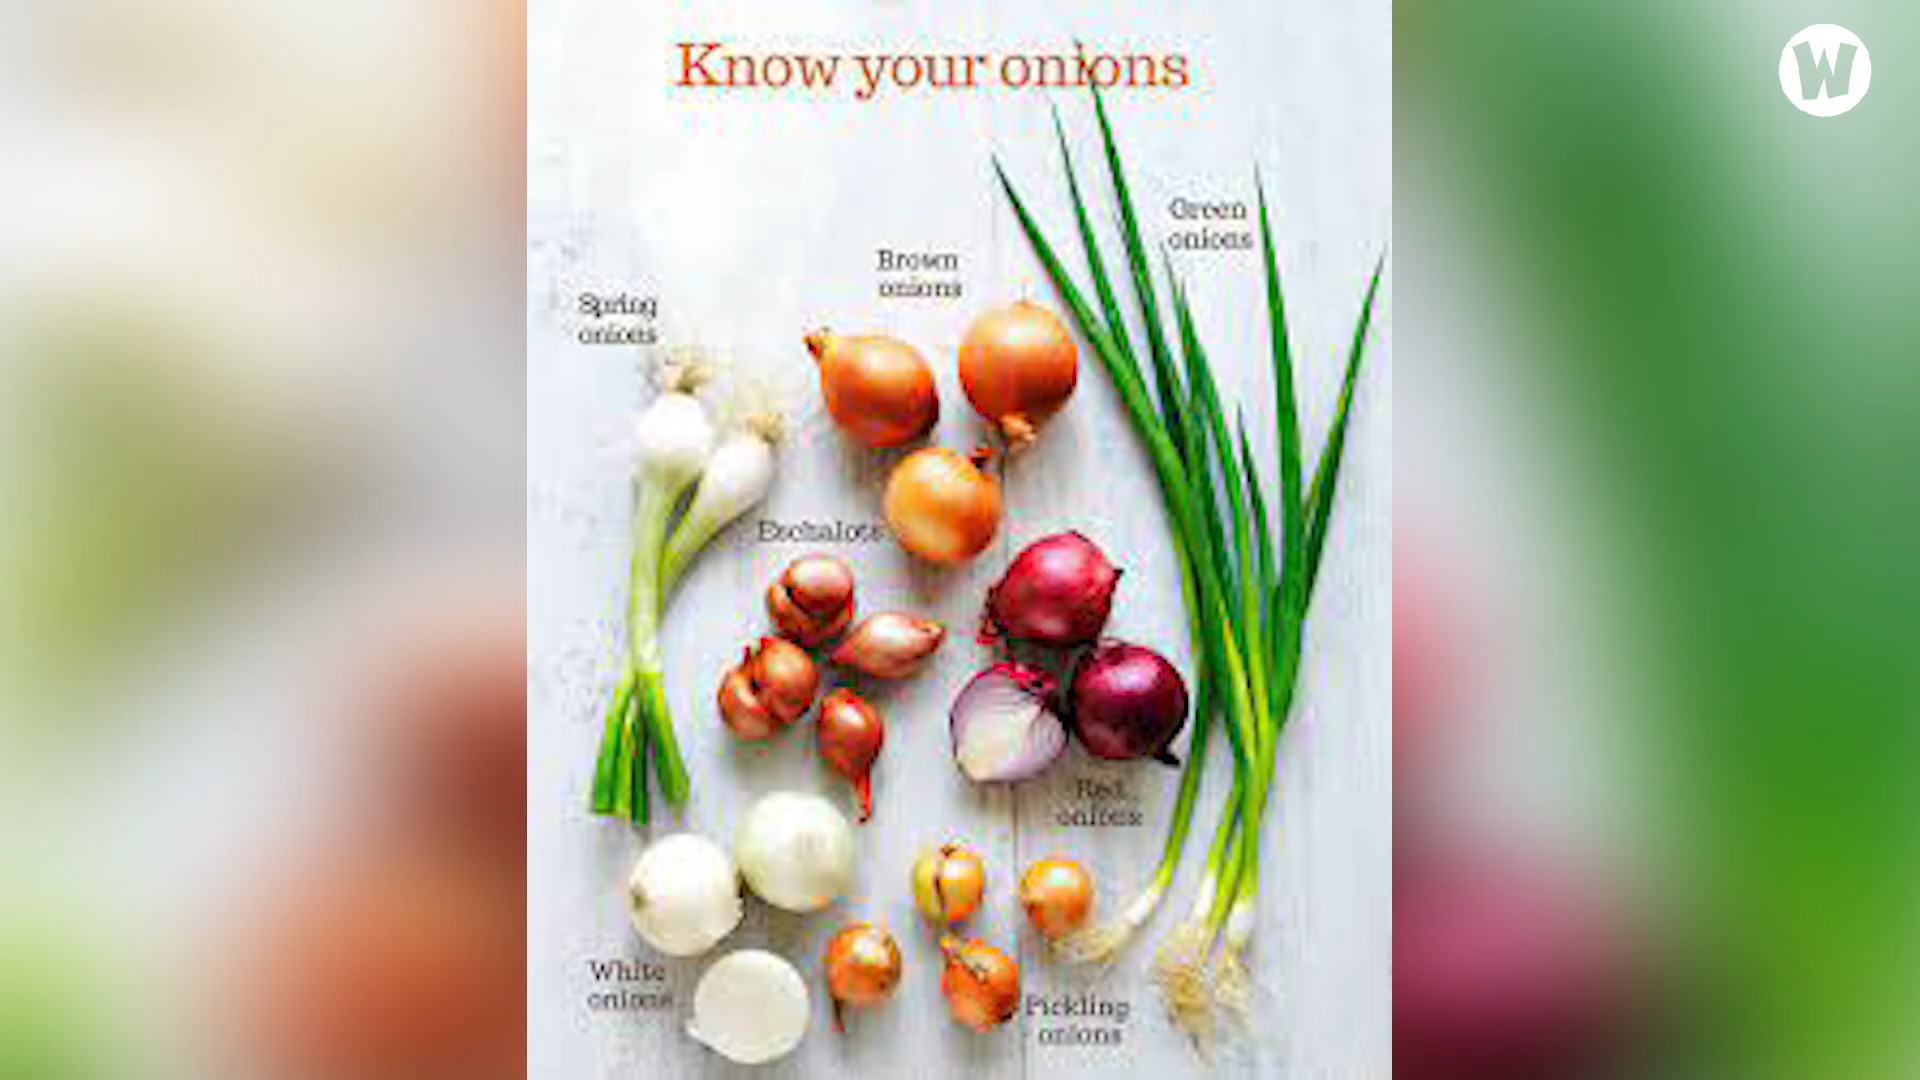 Know your onions
Green
onions
Brown
onions
Spring
onions
Eschalots
Red
onions
White
onions
Pickling
onions
W